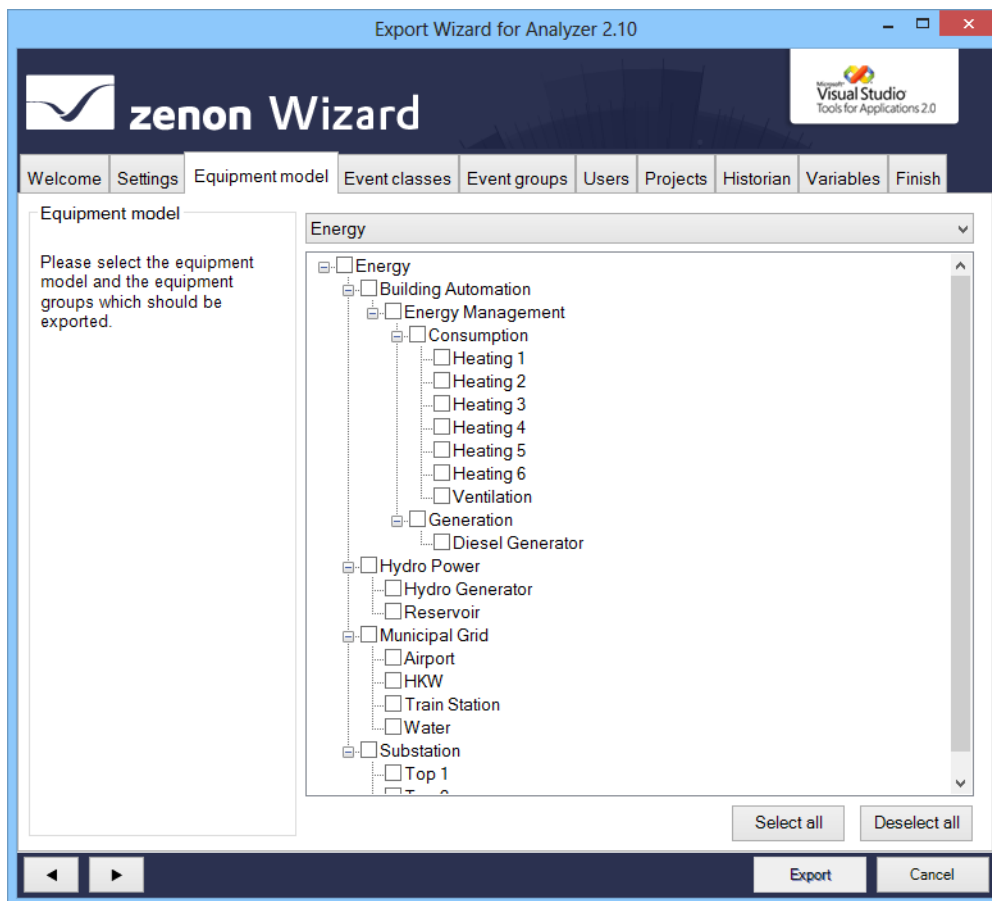 Export Wizard for Analyzer 2.10
zenon Wizard
Microsoft
Visual Studio
Tools for Applications 2.0
Welcome Settings Equipment model Event classes Event groups Users Projects Historian Variables Finish
Equipment model
Please select the equipment
model and the equipment
groups which should be
exported.
Energy
Energy
Building Automation
Energy Management
Consumption
Heating 1
Heating 2
Heating 3
Heating 4
Heating 5
Heating 6
Ventilation
Generation
Diesel Generator
Hydro Power
Hydro Generator
Reservoir
Municipal Grid
Airport
HKW
Train Station
Water
Substation
Top 1
Select all Deselect all
Export Cancel